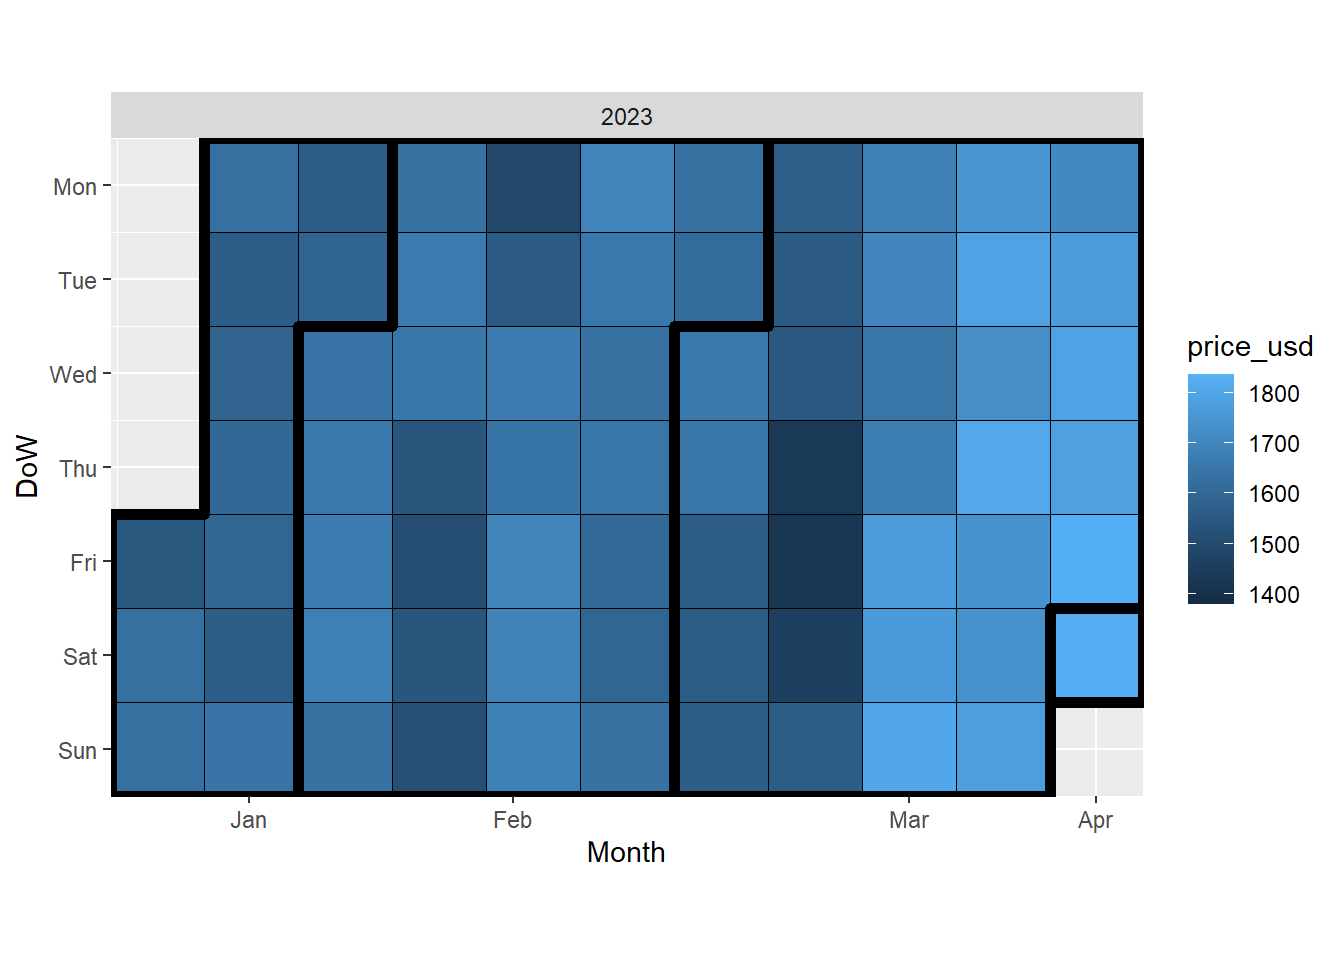 2023
Mon
Tue
Wed
Thu
Fri
Sat
Sun
DoW
Jan Feb Mar Apr
Month
price_usd
1800
1700
1600
1500
1400